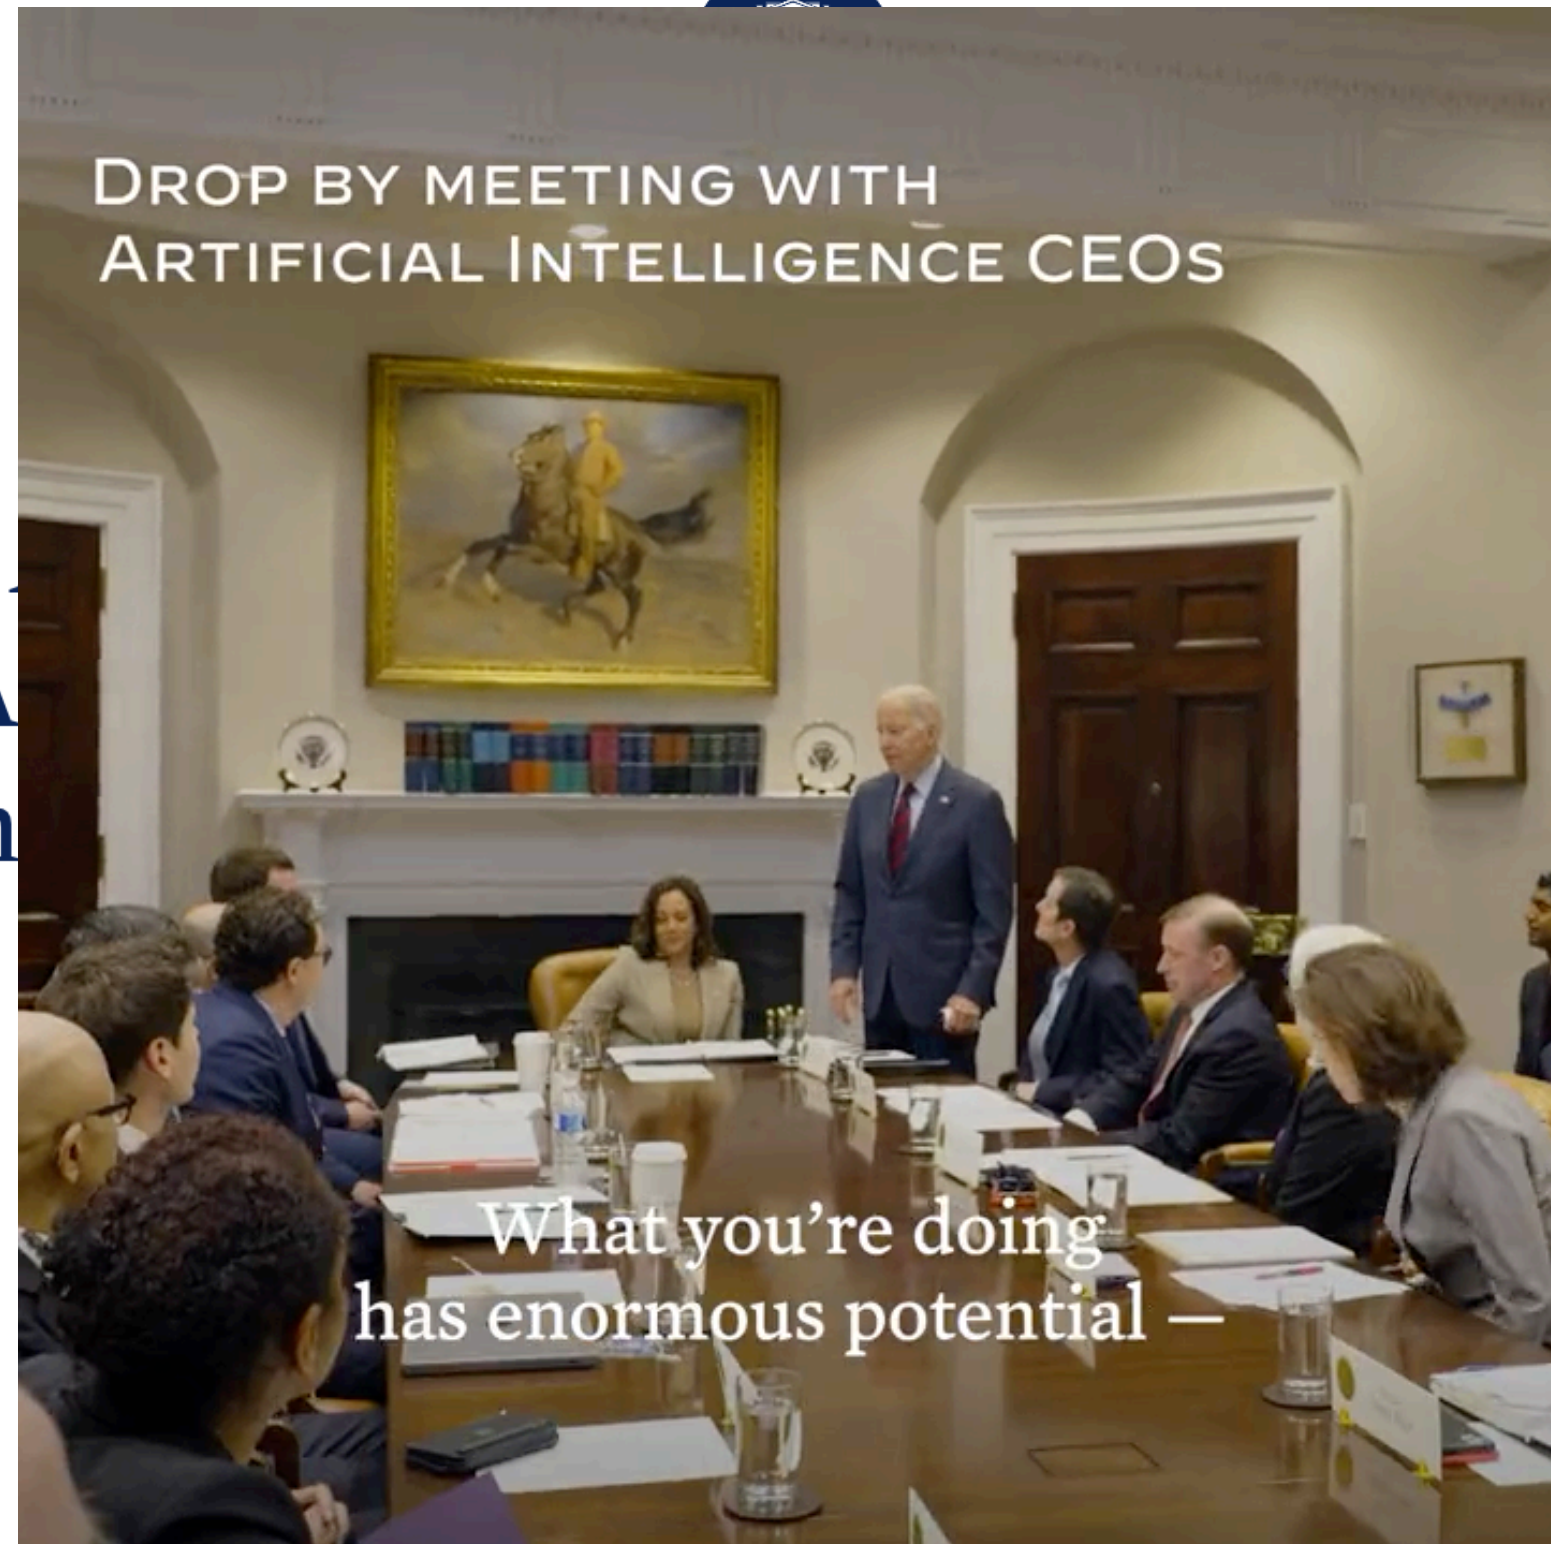 DROP BY MEETING WITH
ARTIFICIAL INTELLIGENCE CEOS
What you’re doing
has enormous potential —